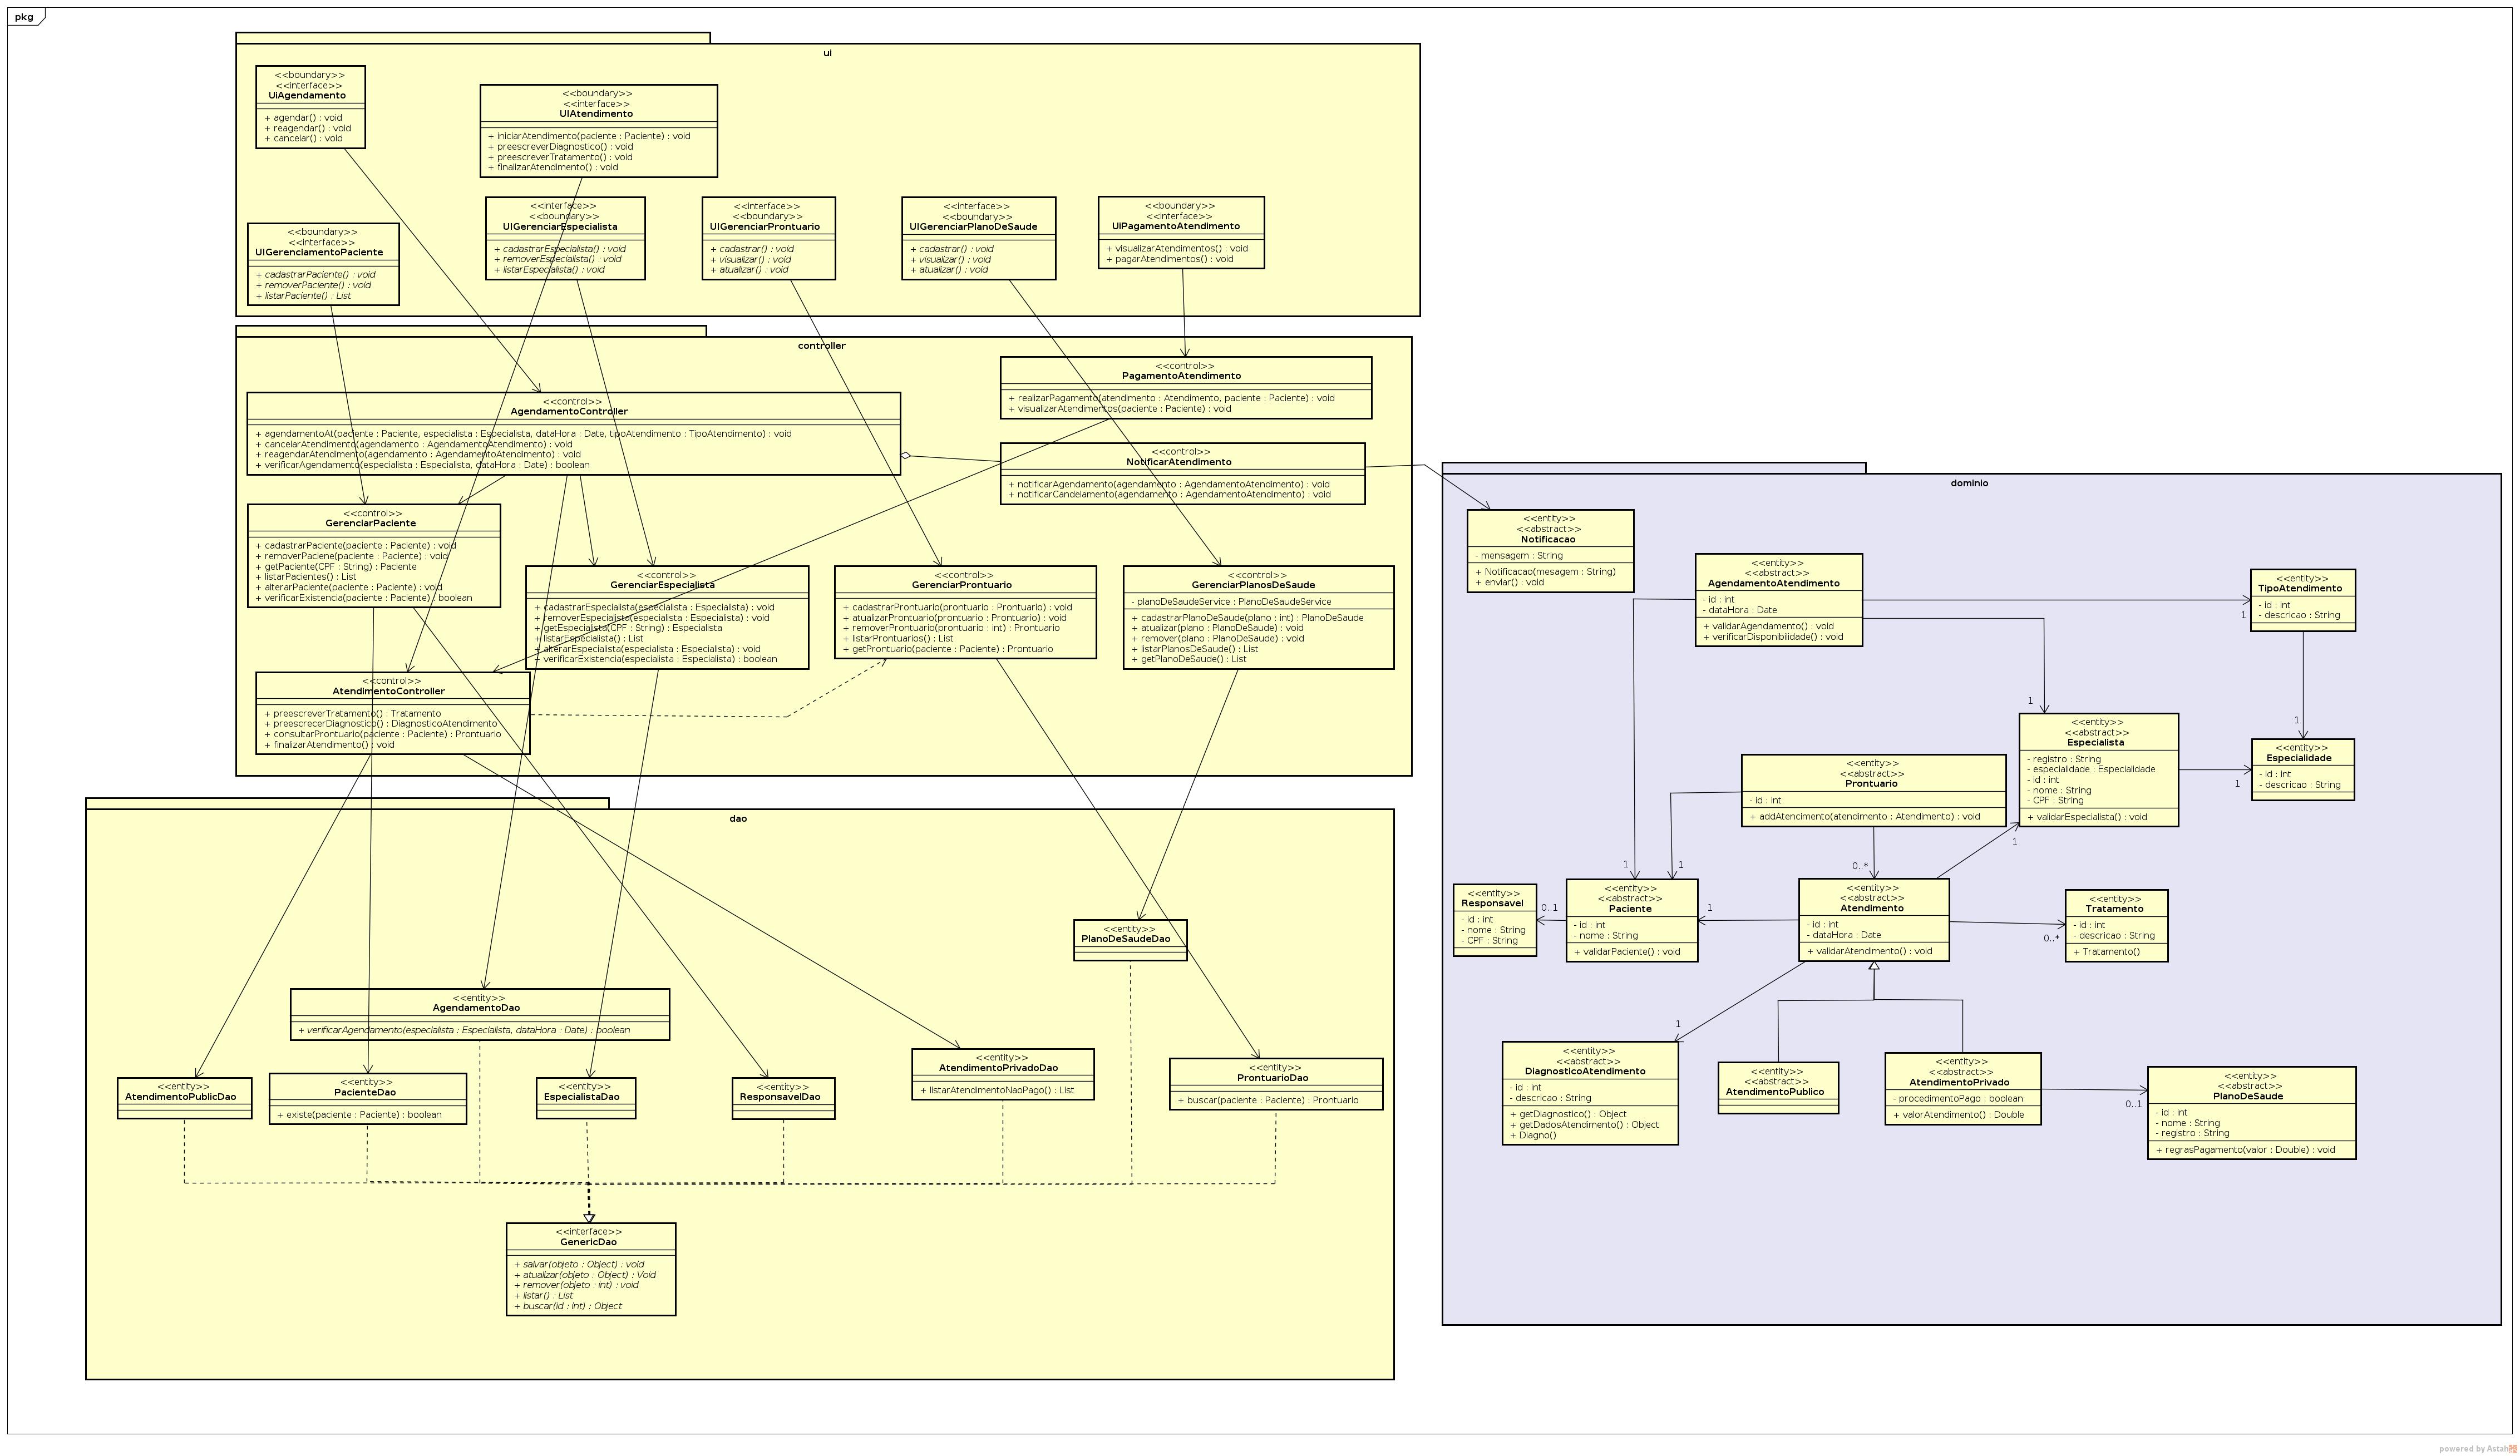 pkg
ui
<<boundary>>
<<interface>>
UiAgendamento
+ agendar() : void
+ reagendar() : void
+ cancelar() : void
<<boundary>>
<<interface>>
UIAtendimento
+ iniciarAtendimento(paciente : Paciente) : void
+ preescreverDiagnostico() : void
+ preescreverTratamento() : void
+ finalizarAtendimento() : void
<<boundary>>
<<interface>>
UIGerenciamentoPaciente
+ cadastrarPaciente() : void
+ removerPaciente() : void
+ listarPaciente() : List
<<interface>>
<<boundary>>
UIGerenciarEspecialista
+ cadastrarEspecialista() : void
+ removerEspecialista() : void
+ listarEspecialista() : void
<<interface>>
<<boundary>>
UIGerenciarProntuario
+ cadastrar() : void
+ visualizar() : void
+ atualizar() : void
<<interface>>
<<boundary>>
UIGerenciarPlanoDeSaude
+ cadastrar() : void
+ visualizar() : void
+ atualizar() : void
<<boundary>>
<<interface>>
UiPagamentoAtendimento
+ visualizarAtendimentos() : void
+ pagarAtendimentos() : void
controller
<<control>>
PagamentoAtendimento
+ realizarPagamento(atendimento : Atendimento, paciente : Paciente) : void
+ visualizarAtendimentos(paciente : Paciente) : void
<<control>>
AgendamentoController
+ agendamentoAt(paciente : Paciente, especialista : Especialista, dataHora : Date, tipoAtendimento : TipoAtendimento) : void
+ cancelarAtendimento(agendamento : AgendamentoAtendimento) : void
+ reagendarAtendimento(agendamento : AgendamentoAtendimento) : void
+ verificarAgendamento(especialista : Especialista, dataHora : Date) : boolean
<<control>>
NotificarAtendimento
+ notificarAgendamento(agendamento : AgendamentoAtendimento) : void
+ notificarCandelamento(agendamento : AgendamentoAtendimento) : void
<<control>>
GerenciarPaciente
+ cadastrarPaciente(paciente : Paciente) : void
+ removerPaciene(paciente : Paciente) : void
+ getPaciente(CPF : String) : Paciente
+ listarPacientes() : List
+ alterarPaciente(paciente : Paciente) : void
+ verificarExistencia(paciente : Paciente) : boolean
<<control>>
GerenciarEspecialista
+ cadastrarEspecialista(especialista : Especialista) : void
+ removerEspecialista(especialista : Especialista) : void
+ getEspecialista(CPF : String) : Especialista
+ listarEspecialista() : List
+ alterarEspecialista(especialista : Especialista) : void
+ verificarExistencia(especialista : Especialista) : boolean
<<control>>
GerenciarProntuario
+ cadastrarProntuario(prontuario : Prontuario) : void
+ atualizarProntuario(prontuario : Prontuario) : void
+ removerProntuario(prontuario : int) : Prontuario
+ listarProntuarios() : List
+ getProntuario(paciente : Paciente) : Prontuario
<<control>>
GerenciarPlanosDeSaude
- planoDeSaudeService : PlanoDeSaudeService
+ cadastrarPlanoDeSaude(plano : int) : PlanoDeSaude
+ atualizar(plano : PlanoDeSaude) : void
+ remover(plano : PlanoDeSaude) : void
+ listarPlanosDeSaude() : List
+ getPlanoDeSaude() : List
<<control>>
AtendimentoController
+ preescreverTratamento() : Tratamento
+ preescrecerDiagnostico() : DiagnosticoAtendimento
+ consultarProntuario(paciente : Paciente) : Prontuario
+ finalizarAtendimento() : void
dao
<<entity>>
PlanoDeSaudeDao
<<entity>>
AgendamentoDao
+ verificarAgendamento(especialista : Especialista, dataHora : Date) : boolean
<<entity>>
AtendimentoPublicDao
<<entity>>
PacienteDao
+ existe(paciente : Paciente) : boolean
<<entity>>
EspecialistaDao
<<entity>>
ResponsavelDao
<<entity>>
AtendimentoPrivadoDao
+ listarAtendimentoNaoPago() : List
<<entity>>
ProntuarioDao
+ buscar(paciente : Paciente) : Prontuario
<<interface>>
GenericDao
+ salvar(objeto : Object) : void
+ atualizar(objeto : Object) : Void
+ remover(objeto : int) : void
+ listar() : List
+ buscar(id : int) : Object
dominio
<<entity>>
<<abstract>>
Notificacao
- mensagem : String
+ Notificacao(mesagem : String)
+ enviar() : void
<<entity>>
<<abstract>>
AgendamentoAtendimento
- id : int
- dataHora : Date
+ validarAgendamento() : void
+ verificarDisponibilidade() : void
<<entity>>
TipoAtendimento
- id : int
- descricao : String
1
1
1
<<entity>>
<<abstract>>
Especialista
- registro : String
- especialidade : Especialidade
- id : int
- nome : String
- CPF : String
+ validarEspecialista() : void
<<entity>>
Especialidade
- id : int
- descricao : String
1
<<entity>>
<<abstract>>
Prontuario
- id : int
+ addAtencimento(atendimento : Atendimento) : void
1
1
1
0..*
<<entity>>
Responsavel
- id : int
- nome : String
- CPF : String
0..1
<<entity>>
<<abstract>>
Paciente
- id : int
- nome : String
+ validarPaciente() : void
1
<<entity>>
<<abstract>>
Atendimento
- id : int
- dataHora : Date
+ validarAtendimento() : void
0..*
<<entity>>
Tratamento
- id : int
- descricao : String
+ Tratamento()
1
<<entity>>
<<abstract>>
DiagnosticoAtendimento
- id : int
- descricao : String
+ getDiagnostico() : Object
+ getDadosAtendimento() : Object
+ Diagno()
<<entity>>
<<abstract>>
AtendimentoPublico
<<entity>>
<<abstract>>
AtendimentoPrivado
- procedimentoPago : boolean
+ valorAtendimento() : Double
0..1
<<entity>>
<<abstract>>
PlanoDeSaude
- id : int
- nome : String
- registro : String
+ regrasPagamento(valor : Double) : void
powered by Astah